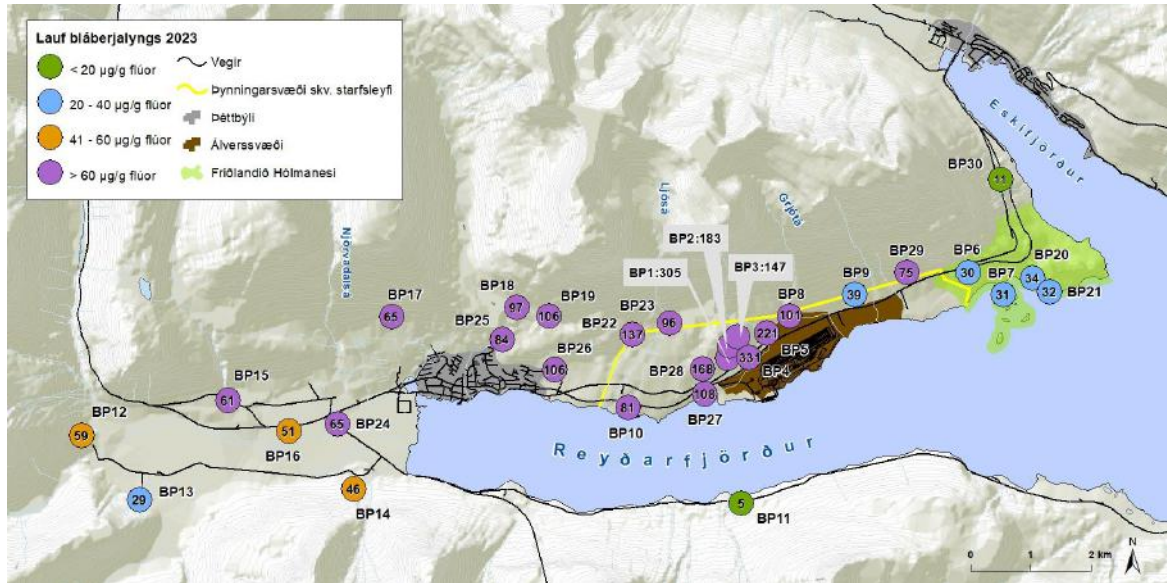 Lauf bláberjalyngs 2023
< 20 µg/g flúor
20 - 40 µg/g flúor
41 - 60 µg/g flúor
> 60 µg/g flúor
Vegir
Þynningarsvæði skv. starfsleyfi
Þéttbýli
Álverssvæði
Friðlandið Hólmanesi
Eskifjörður
BP30
11
Ljósá
Grjótá
Njörvadalsá
BP2:183
BP1:305
BP3:147
BP29
75
BP6
30
BP20
34
BP7
31
32
BP21
BP9
39
BP8
101
BP18
97
BP17
65
BP19
106
BP23
96
BP22
137
BP25
84
221
BP5
331
BP4
BP28
168
BP26
106
BP27
108
BP15
61
BP10
81
BP12
59
51
BP16
65
BP24
Reyðarfjörður
29
BP13
46
BP14
5
BP11
N
0 1 2 km